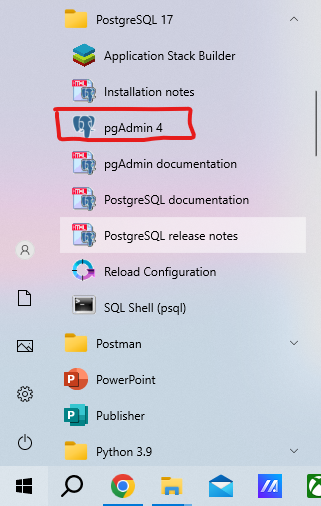 PostgreSQL 17
Application Stack Builder
Installation notes
pgAdmin 4
pgAdmin documentation
PostgreSQL documentation
PostgreSQL release notes
Reload Configuration
SQL Shell (psql)
Postman
PowerPoint
Publisher
Python 3.9